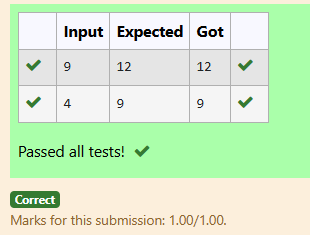 Input Expected Got
9 12 12
4 9 9
Passed all tests!
Correct
Marks for this submission: 1.00/1.00.